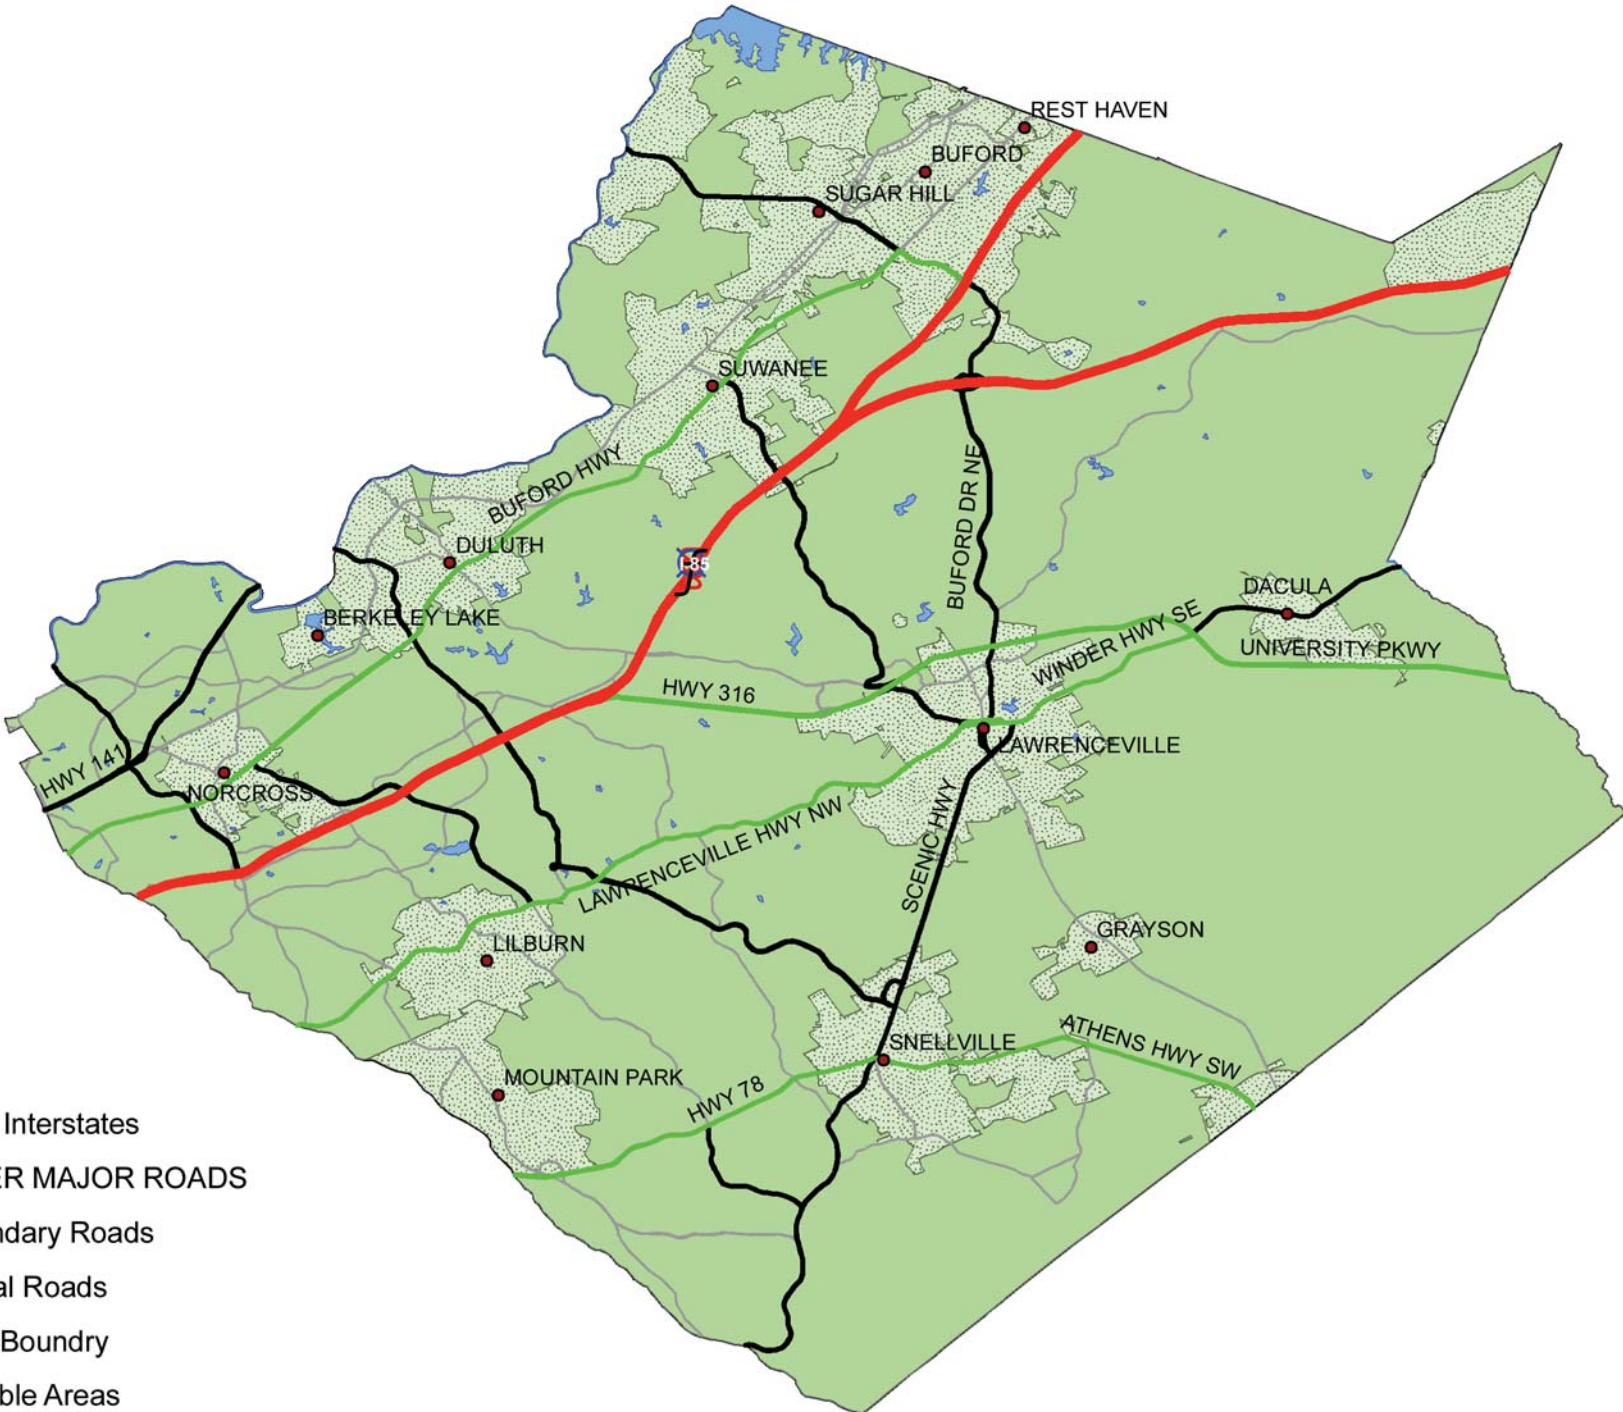 REST HAVEN
BUFORD
SUGAR HILL
SUWANEE
BUFORD HWY
DULUTH
I-85
BUFORD DR NE
DACULA
BERKELEY LAKE
WINDER HWY SE
UNIVERSITY PKWY
HWY 316
LAWRENCEVILLE
HWY 141
NORCROSS
LAWRENCEVILLE HWY NW
SCENIC HWY
GRAYSON
LILBURN
ATHENS HWY SW
SNELLVILLE
MOUNTAIN PARK
HWY 78
Interstates
ER MAJOR ROADS
ndary Roads
al Roads
Boundry
ble Areas